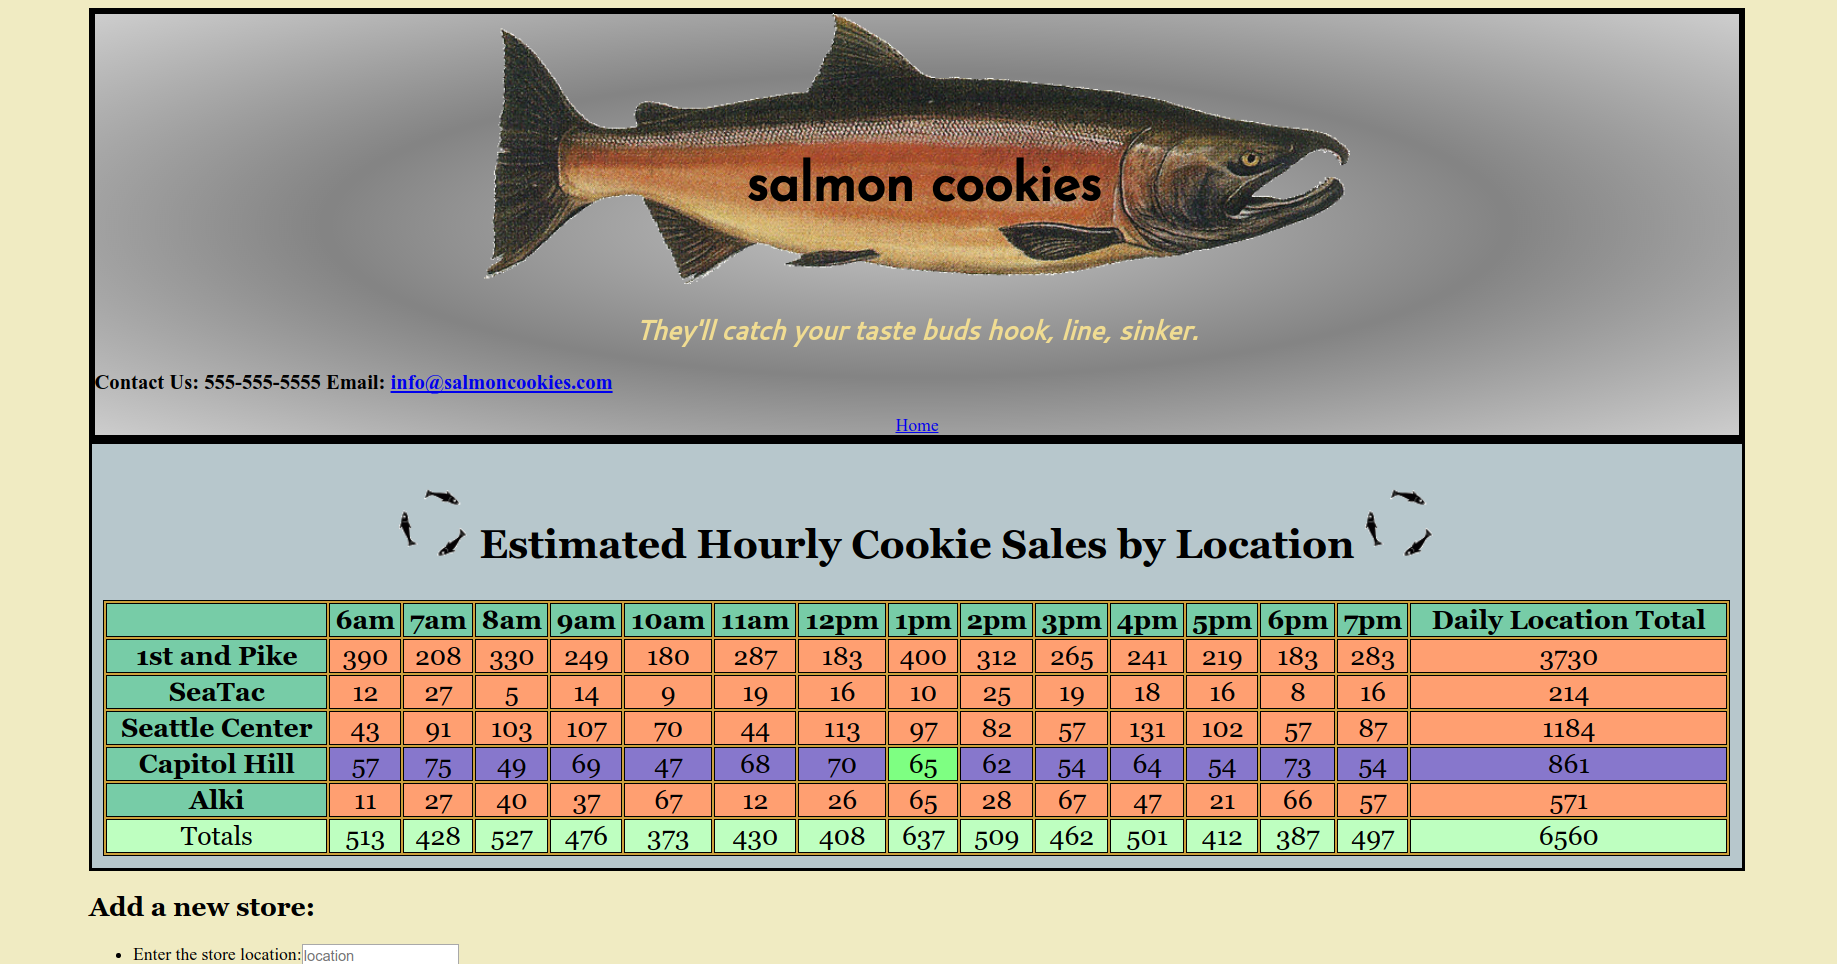 salmon cookies
They'll catch your taste buds hook, line, sinker.
Contact Us: 555-555-5555 Email: info@salmoncookies.com
Home
Estimated Hourly Cookie Sales by Location
6am 7am 8am 9am 10am 11am 12pm 1pm 2pm 3pm 4pm 5pm 6pm 7pm Daily Location Total
1st and Pike 390 208 330 249 180 287 183 400 312 265 241 219 183 283 3730
SeaTac 12 27 5 14 9 19 16 10 25 19 18 16 8 16 214
Seattle Center 43 91 103 107 70 44 113 97 82 57 131 102 57 87 1184
Capitol Hill 57 75 49 69 47 68 70 65 62 54 64 54 73 54 861
Alki 11 27 40 37 67 12 26 65 28 67 47 21 66 57 571
Totals 513 428 527 476 373 430 408 637 509 462 501 412 387 497 6560
Add a new store:
• Enter the store location: location